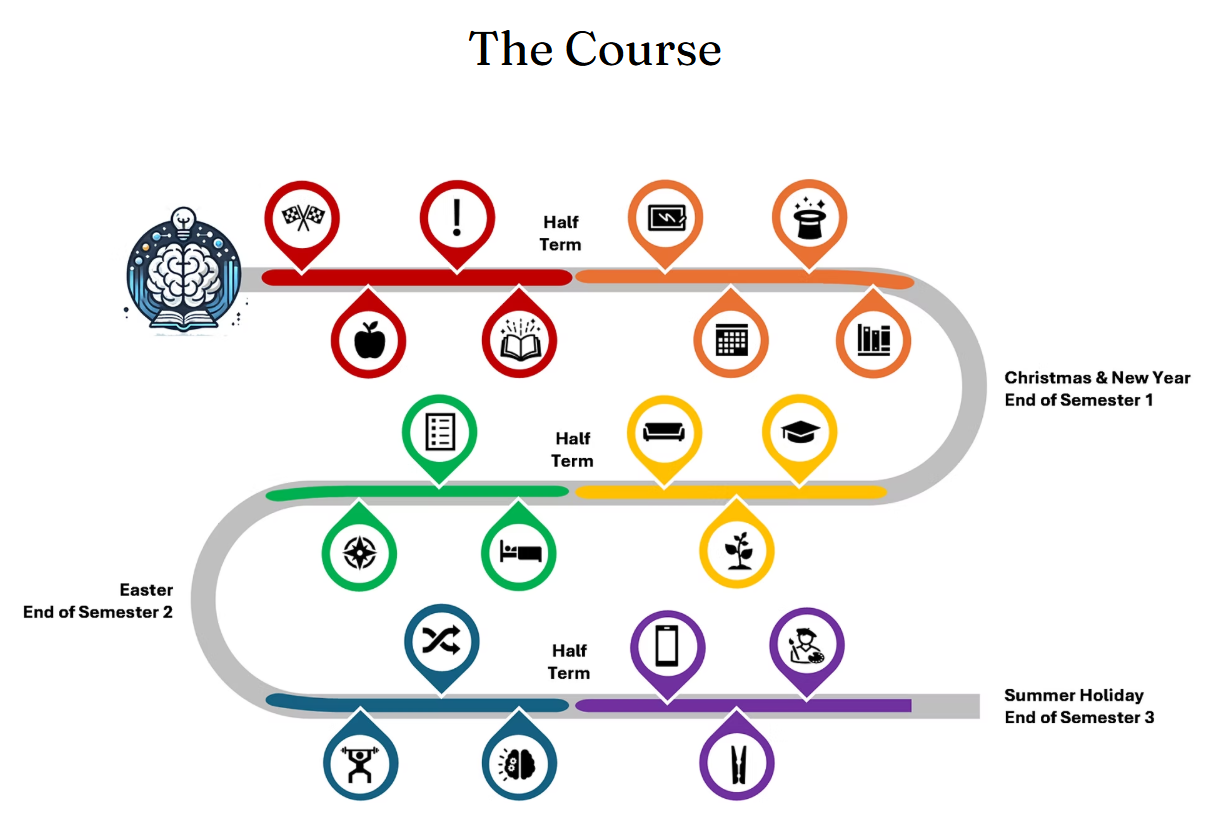 The Course
Half
Term
Christmas & New Year
End of Semester 1
Half
Term
Easter
End of Semester 2
Half
Term
Summer Holiday
End of Semester 3